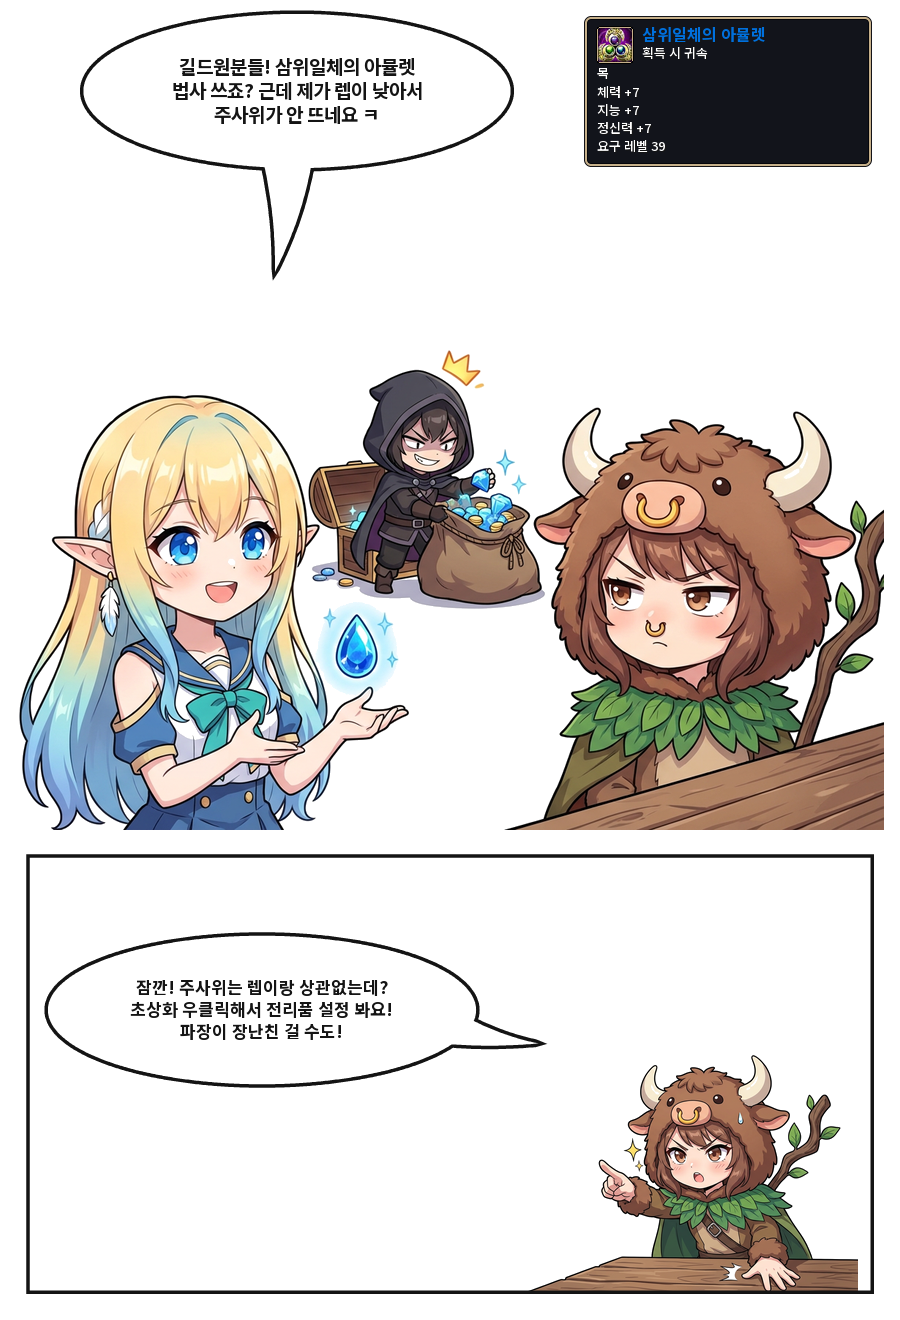 길드원분들! 삼위일체의 아뮬렛
법사 쓰죠? 근데 제가 렙이 낮아서
주사위가 안 뜨네요 ㅋ
삼위일체의 아뮬렛
획득 시 귀속
목
체력 +7
지능 +7
정신력 +7
요구 레벨 39
잠깐! 주사위는 렙이랑 상관없는데?
초상화 우클릭해서 전리품 설정 봐요!
파장이 장난친 걸 수도!